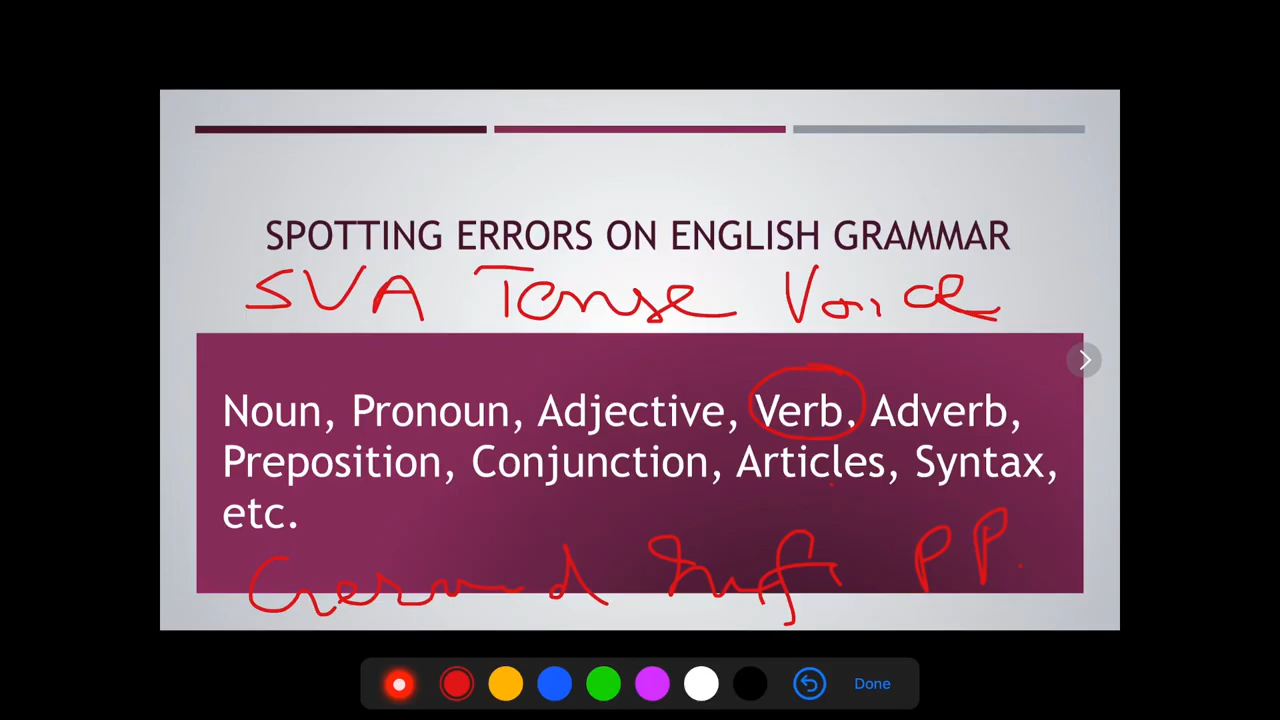 SPOTTING ERRORS ON ENGLISH GRAMMAR
SVA Tense Voice
Noun, Pronoun, Adjective, Verb, Adverb,
Preposition, Conjunction, Articles, Syntax,
etc.
Gerund Infi PP.
Done